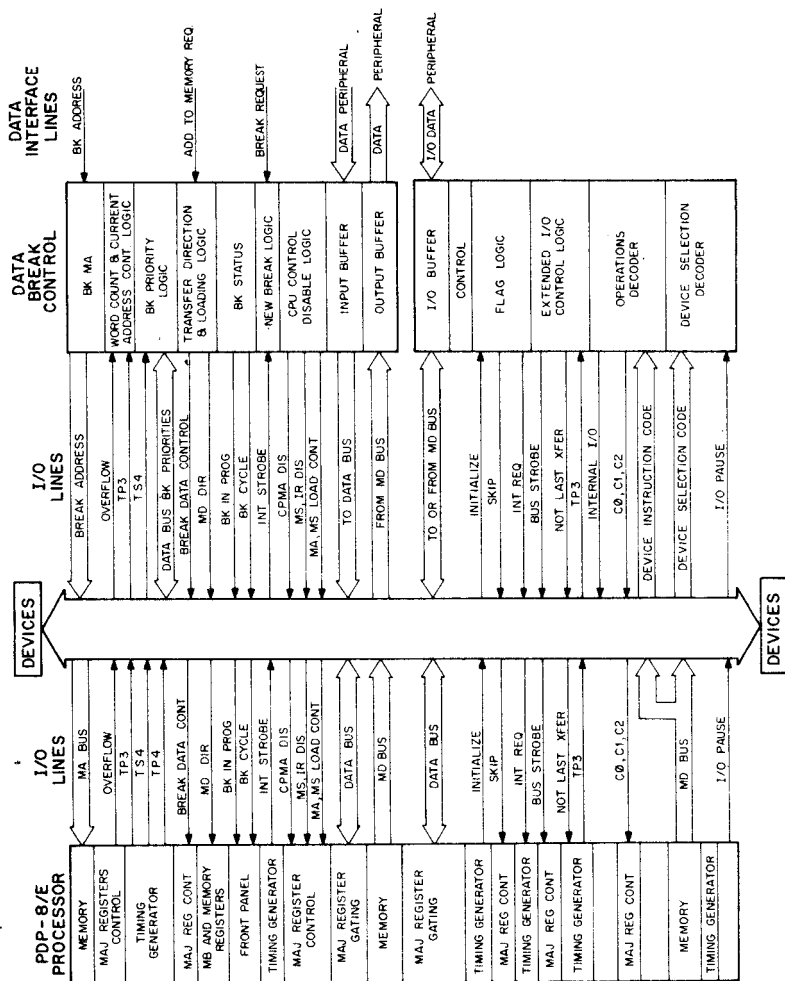 PDP-8/E
PROCESSOR
I/O
LINES
DEVICES
I/O
LINES
DATA
BREAK
CONTROL
DATA
INTERFACE
LINES
MEMORY
MAJ REGISTERS
CONTROL
TIMING
GENERATOR
MAJ REG CONT
MB AND MEMORY
REGISTERS
FRONT PANEL
TIMING GENERATOR
MAJ REGISTER
CONTROL
MAJ REGISTER
GATING
MEMORY
MAJ REGISTER
GATING
TIMING GENERATOR
MAJ REG CONT
TIMING GENERATOR
MAJ REG CONT
TIMING GENERATOR
MAJ REG CONT
MEMORY
TIMING GENERATOR
MA BUS
OVERFLOW
TP3
TS4
TP4
BREAK DATA CONT
MD DIR
BK IN PROG
BK CYCLE
INT STROBE
CPMA DIS
MS, IR DIS
MA, MS LOAD CONT
DATA BUS
MD BUS
DATA BUS
INITIALIZE
SKIP
INT REQ
BUS STROBE
NOT LAST XFER
TP3
C0, C1, C2
MD BUS
I/O PAUSE
BREAK ADDRESS
OVERFLOW
TP3
TS4
DATA BUS BK PRIORITIES
BREAK DATA CONTROL
MD DIR
BK IN PROG
BK CYCLE
INT STROBE
CPMA DIS
MS, IR DIS
MA, MS LOAD CONT
TO DATA BUS
FROM MD BUS
TO OR FROM MD BUS
INITIALIZE
SKIP
INT REQ
BUS STROBE
NOT LAST XFER
TP3
INTERNAL I/O
C0, C1, C2
DEVICE INSTRUCTION CODE
DEVICE SELECTION CODE
I/O PAUSE
BK MA
WORD COUNT & CURRENT
ADDRESS CONT LOGIC
BK PRIORITY
LOGIC
TRANSFER DIRECTION
& LOADING LOGIC
BK STATUS
NEW BREAK LOGIC
CPU CONTROL
DISABLE LOGIC
INPUT BUFFER
OUTPUT BUFFER
I/O BUFFER
CONTROL
FLAG LOGIC
EXTENDED I/O
CONTROL LOGIC
OPERATIONS
DECODER
DEVICE SELECTION
DECODER
BK ADDRESS
ADD TO MEMORY REQ.
BREAK REQUEST
DATA PERIPHERAL
DATA PERIPHERAL
I/O DATA PERIPHERAL
DEVICES